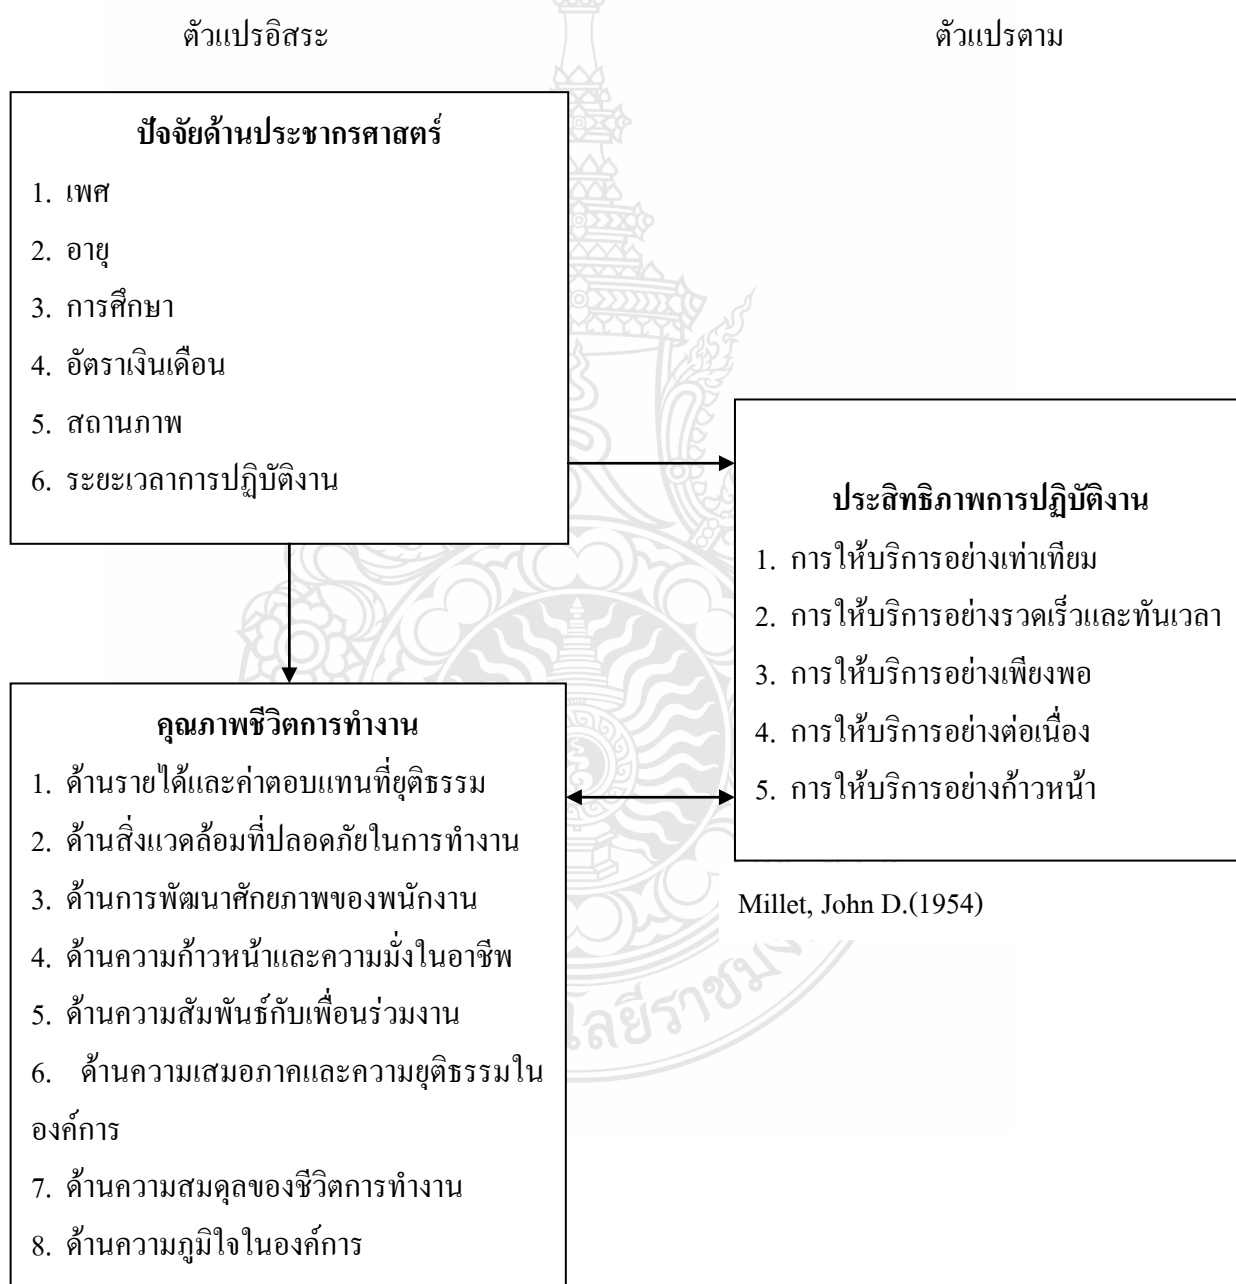 ตัวแปรอิสระ
ตัวแปรตาม
ปัจจัยด้านประชากรศาสตร์
1. เพศ
2. อายุ
3. การศึกษา
4. อัตราเงินเดือน
5. สถานภาพ
6. ระยะเวลาการปฏิบัติงาน
ประสิทธิภาพการปฏิบัติงาน
1. การให้บริการอย่างเท่าเทียม
2. การให้บริการอย่างรวดเร็วและทันเวลา
3. การให้บริการอย่างเพียงพอ
4. การให้บริการอย่างต่อเนื่อง
5. การให้บริการอย่างก้าวหน้า
Millet, John D.(1954)
คุณภาพชีวิตการทำงาน
1. ด้านรายได้และค่าตอบแทนที่ยุติธรรม
2. ด้านสิ่งแวดล้อมที่ปลอดภัยในการทำงาน
3. ด้านการพัฒนาศักยภาพของพนักงาน
4. ด้านความก้าวหน้าและความมั่งในอาชีพ
5. ด้านความสัมพันธ์กับเพื่อนร่วมงาน
6. ด้านความเสมอภาคและความยุติธรรมใน
องค์การ
7. ด้านความสมดุลของชีวิตการทำงาน
8. ด้านความภูมิใจในองค์การ